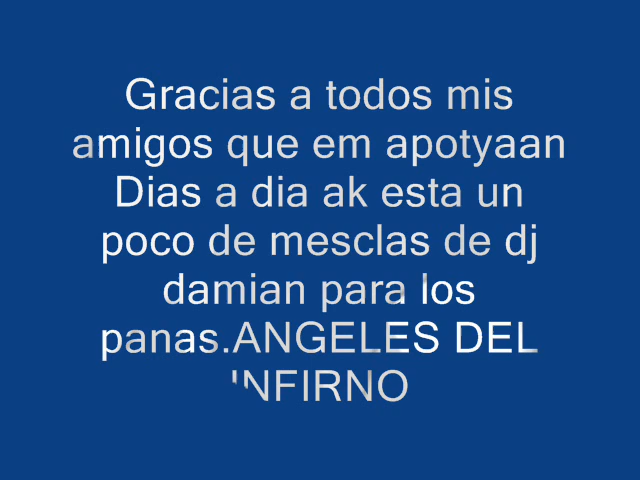 Gracias a todos mis
amigos que em apotyaan
Dias a dia ak esta un
poco de mesclas de dj
damian para los
panas.ANGELES DEL
INFIRNO